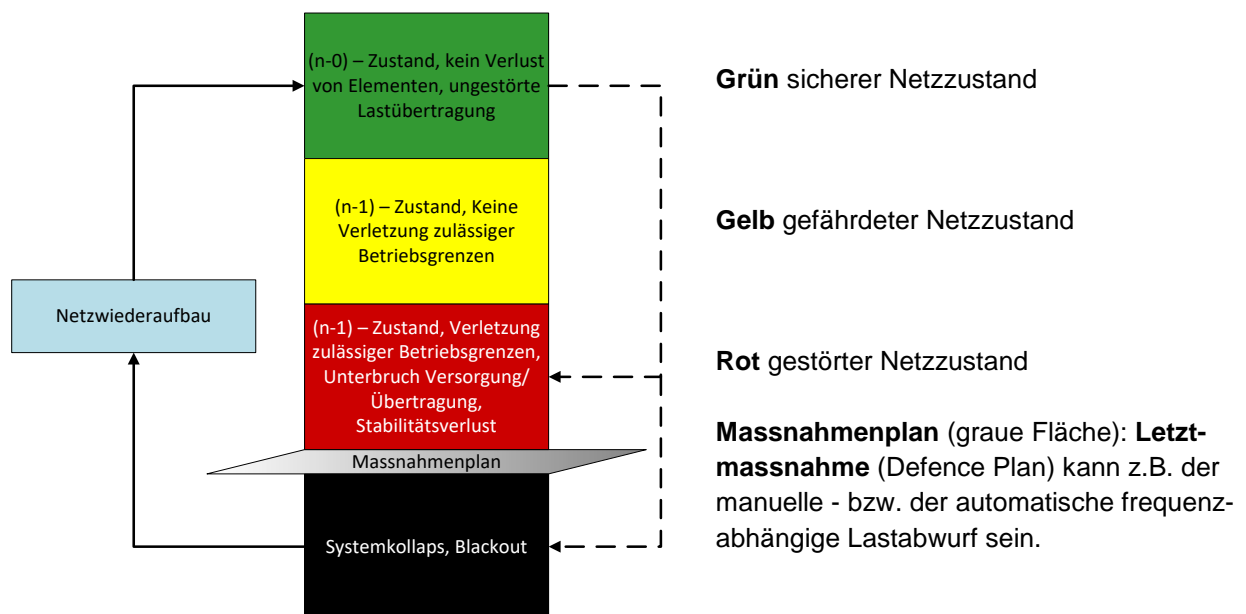 (n-0) – Zustand, kein Verlust
von Elementen, ungestörte
Lastübertragung
Grün sicherer Netzzustand
(n-1) – Zustand, Keine
Verletzung zulässiger
Betriebsgrenzen
Gelb gefährdeter Netzzustand
Netzwiederaufbau
(n-1) – Zustand, Verletzung
zulässiger Betriebsgrenzen,
Unterbruch Versorgung/
Übertragung,
Stabilitätsverlust
Rot gestörter Netzzustand
Massnahmenplan
Massnahmenplan (graue Fläche): Letzt-
massnahme (Defence Plan) kann z.B. der
manuelle - bzw. der automatische frequenz-
abhängige Lastabwurf sein.
Systemkollaps, Blackout